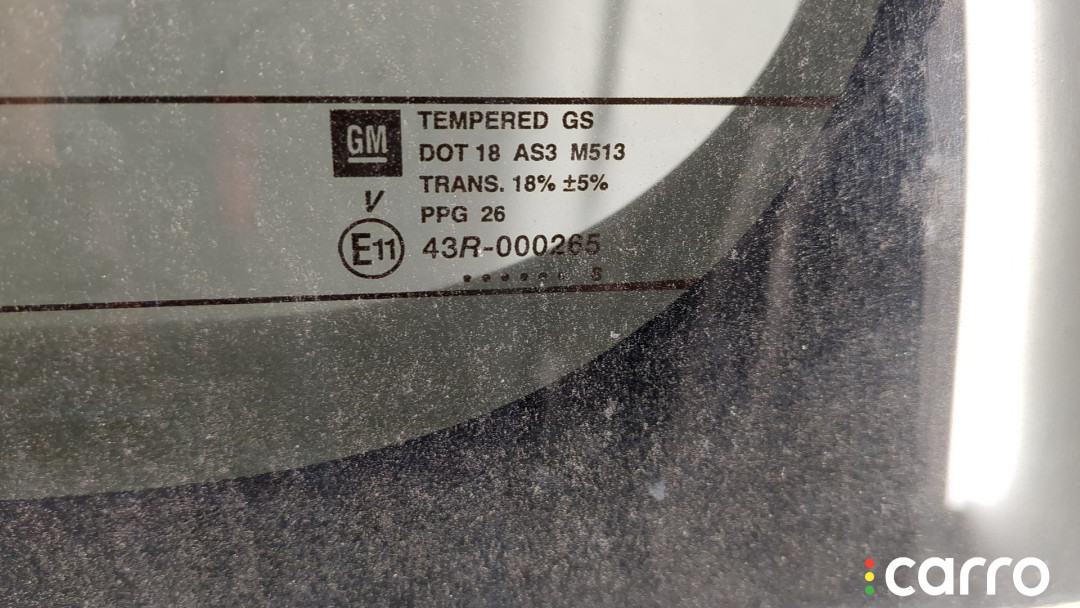 GM
TEMPERED GS
DOT 18 AS3 M513
TRANS. 18% ±5%
V
PPG 26
E11 43R-000265
...... S
carro